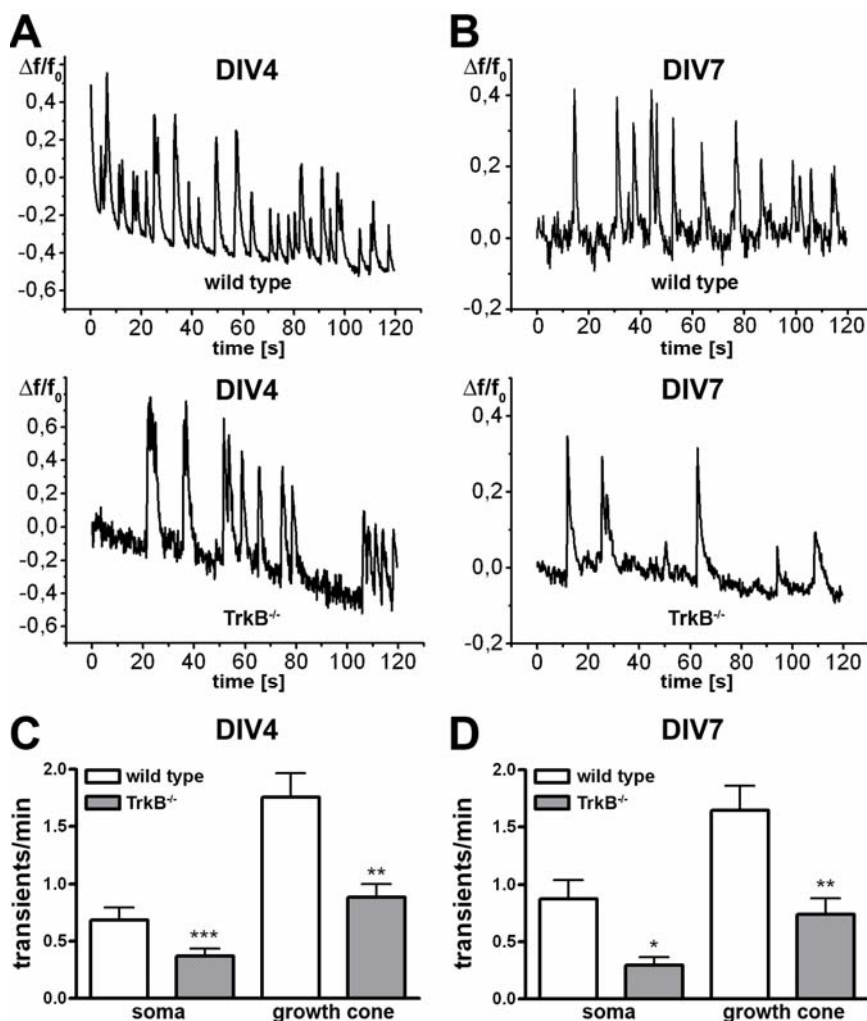 A
B
DIV4
Δf/f0
0,4
0,2
0,0
-0,2
-0,4
-0,6
wild type
0 20 40 60 80 100 120
time [s]
DIV7
Δf/f0
0,4
0,2
0,0
-0,2
wild type
0 20 40 60 80 100 120
time [s]
DIV4
Δf/f0
0,6
0,4
0,2
0,0
-0,2
-0,4
-0,6
TrkB-/-
0 20 40 60 80 100 120
time [s]
DIV7
Δf/f0
0,4
0,2
0,0
-0,2
TrkB-/-
0 20 40 60 80 100 120
time [s]
C
DIV4
transients/min
2.0
1.5
1.0
0.5
0.0
wild type
TrkB-/-
***
**
soma growth cone
D
DIV7
transients/min
2.0
1.5
1.0
0.5
0.0
wild type
TrkB-/-
*
**
soma growth cone